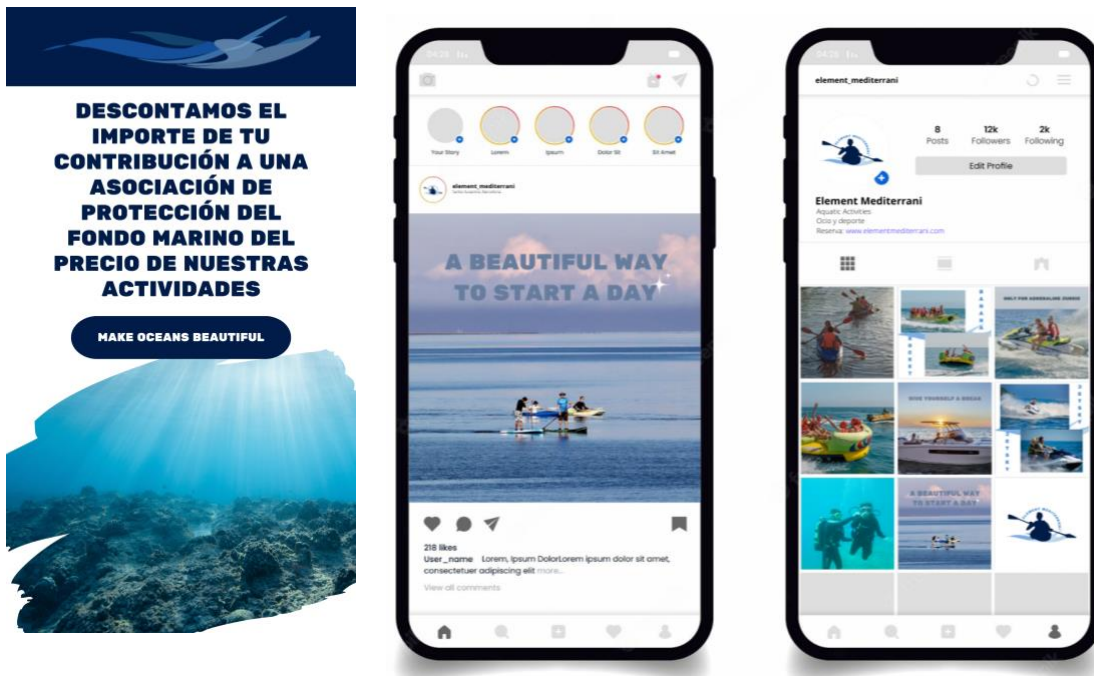 DESCONTAMOS EL
IMPORTE DE TU
CONTRIBUCIÓN A UNA
ASOCIACIÓN DE
PROTECCIÓN DEL
FONDO MARINO DEL
PRECIO DE NUESTRAS
ACTIVIDADES
MAKE OCEANS BEAUTIFUL
Your Story
Lorem
Ipsum
Dolor Sit
Sit Amet
element_mediterrani
A BEAUTIFUL WAY
TO START A DAY
218 likes
User_name Lorem, Ipsum DolorLorem ipsum dolor sit amet,
consectetuer adipiscing elit more...
View all comments
element_mediterrani
8 12k 2k
Posts Followers Following
Edit Profile
Element Mediterrani
Aquatic Activities
Ocio y deporte
Reserva: www.elementmediterrani.com
ONLY FOR ADRENALINE JUNKIE
GIVE YOURSELF A BREAK
A BEAUTIFUL WAY
TO START A DAY